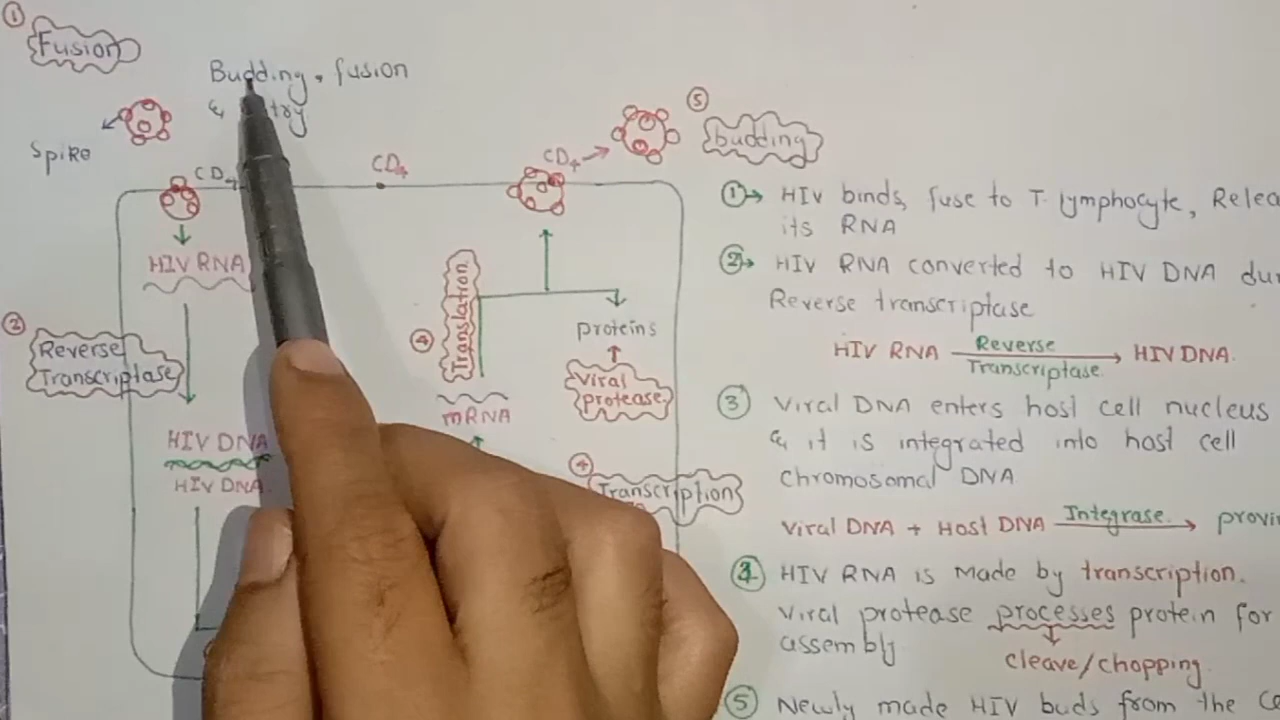 ①
Fusion
Budding, fusion
&
Spike
CD4
CD4
CD4
⑤
budding
HIV RNA
②
Reverse
Transcriptase
HIV DNA
HIV DNA
④
Translation
mRNA
proteins
Viral
protease
④
Transcription
①→ HIV binds, fuse to T. lymphocyte, Relea
its RNA
②→ HIV RNA converted to HIV DNA du
Reverse transcriptase
HIV RNA Reverse Transcriptase → HIV DNA.
③ Viral DNA enters host cell nucleus
& it is integrated into host cell
chromosomal DNA
Viral DNA + Host DNA Integrase → provi
HIV RNA is made by transcription.
Viral protease processes protein for
assembly
cleave/chopping.
⑤ Newly made HIV buds from the